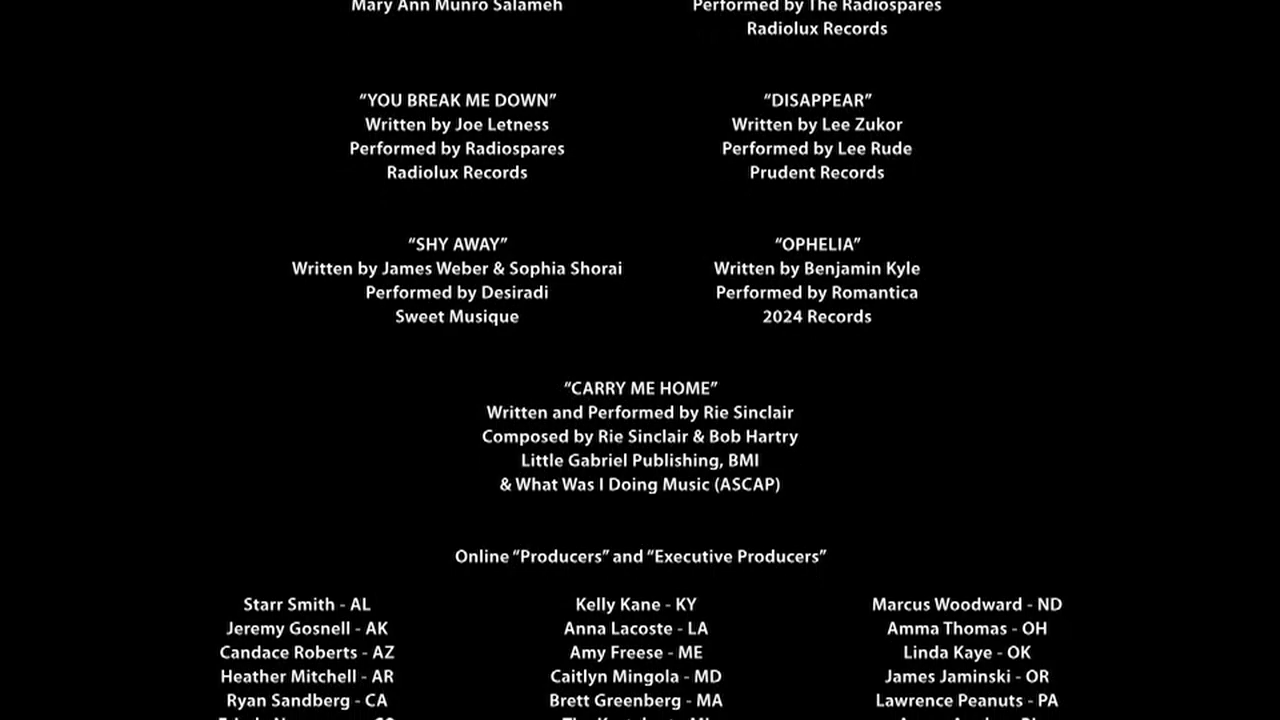 Mary Ann Munro Salameh
Performed by The Radiospares
Radiolux Records
“YOU BREAK ME DOWN”
Written by Joe Letness
Performed by Radiospares
Radiolux Records
“DISAPPEAR”
Written by Lee Zukor
Performed by Lee Rude
Prudent Records
“SHY AWAY”
Written by James Weber & Sophia Shorai
Performed by Desiradi
Sweet Musique
“OPHELIA”
Written by Benjamin Kyle
Performed by Romantica
2024 Records
“CARRY ME HOME”
Written and Performed by Rie Sinclair
Composed by Rie Sinclair & Bob Hartry
Little Gabriel Publishing, BMI
& What Was I Doing Music (ASCAP)
Online “Producers” and “Executive Producers”
Starr Smith - AL
Jeremy Gosnell - AK
Candace Roberts - AZ
Heather Mitchell - AR
Ryan Sandberg - CA
Kelly Kane - KY
Anna Lacoste - LA
Amy Freese - ME
Caitlyn Mingola - MD
Brett Greenberg - MA
Marcus Woodward - ND
Amma Thomas - OH
Linda Kaye - OK
James Jaminski - OR
Lawrence Peanuts - PA